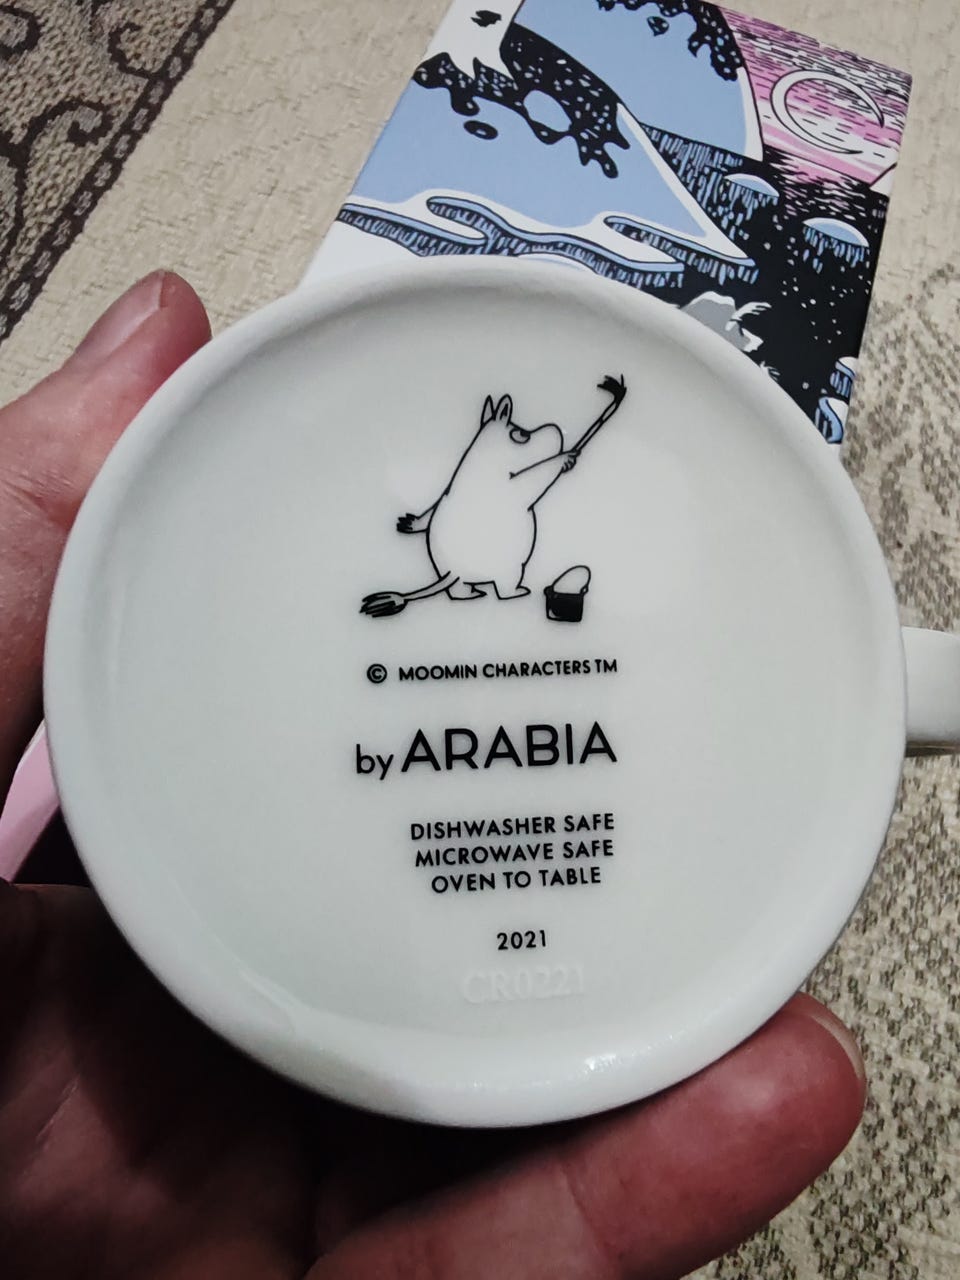 © MOOMIN CHARACTERS TM
by ARABIA
DISHWASHER SAFE
MICROWAVE SAFE
OVEN TO TABLE
2021
CR0221